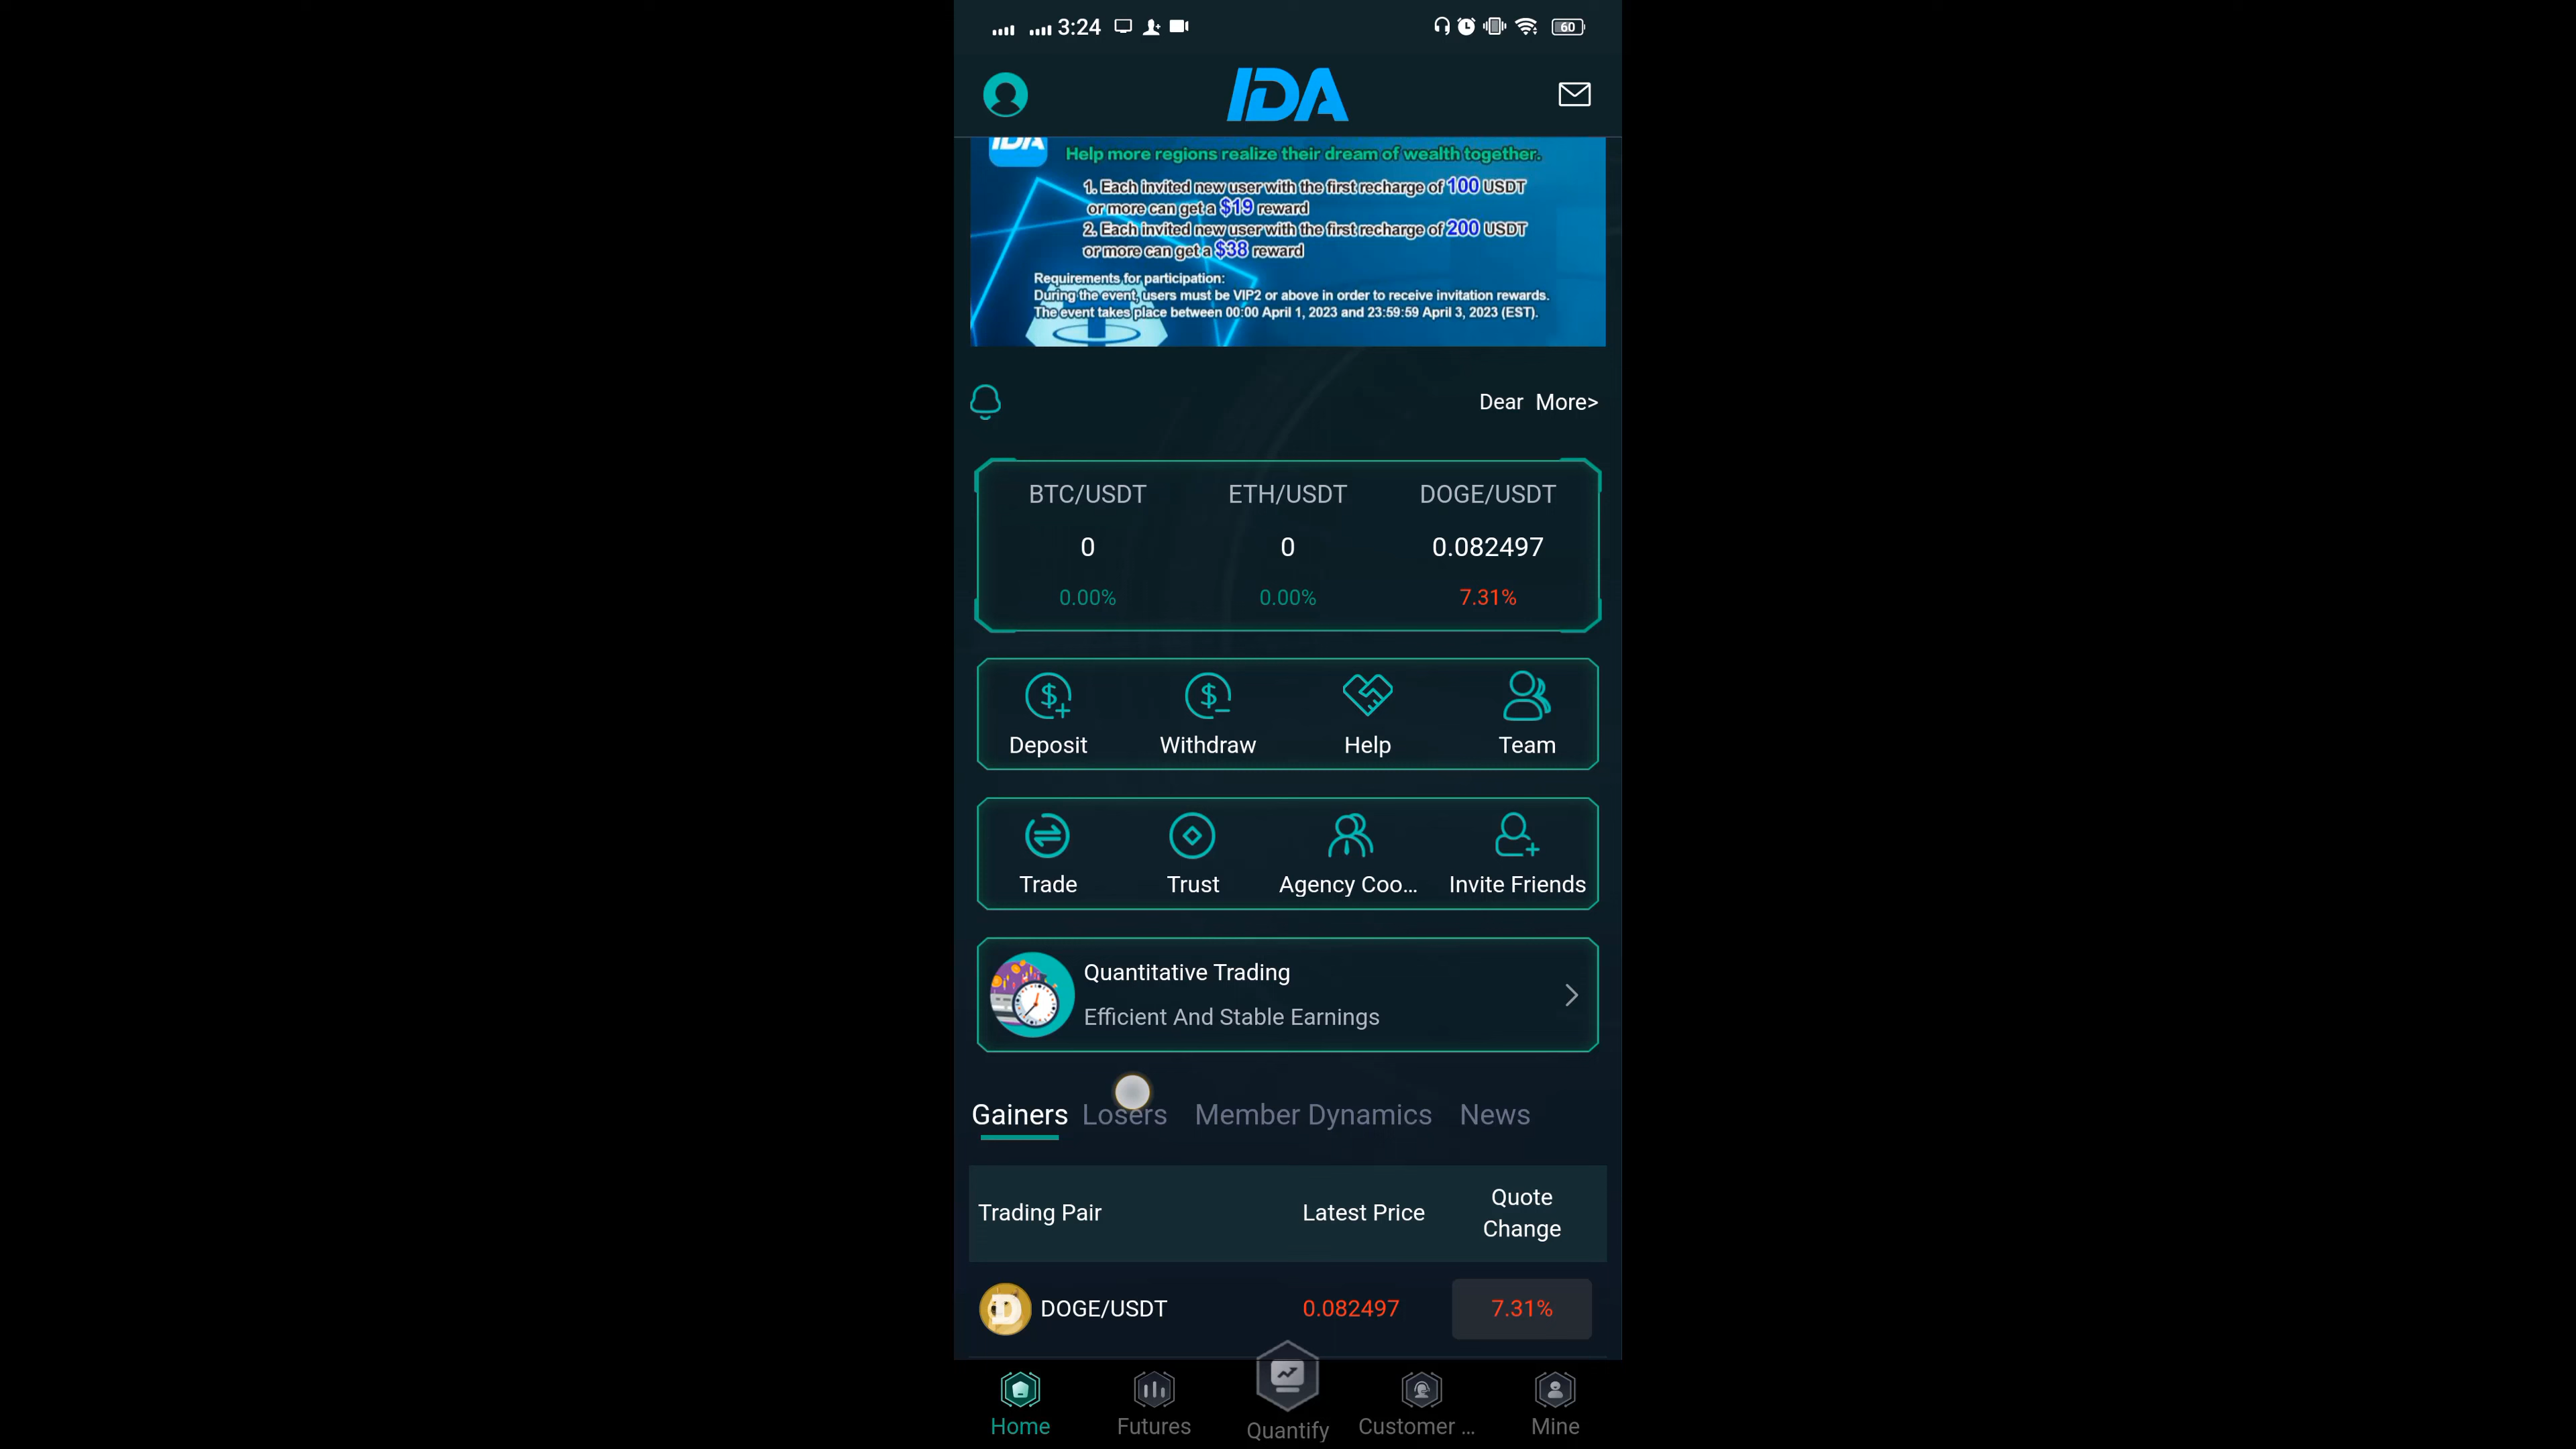 3:24
60
IDA
IDA
Help more regions realize their dream of wealth together.
1. Each invited new user with the first recharge of 100 USDT
or more can get a $19 reward
2. Each invited new user with the first recharge of 200 USDT
or more can get a $38 reward
Requirements for participation:
During the event, users must be VIP2 or above in order to receive invitation rewards.
The event takes place between 00:00 April 1, 2023 and 23:59:59 April 3, 2023 (EST).
Dear More>
BTC/USDT ETH/USDT DOGE/USDT
0 0 0.082497
0.00% 0.00% 7.31%
Deposit Withdraw Help Team
Trade Trust Agency Coo... Invite Friends
Quantitative Trading
Efficient And Stable Earnings
Gainers Losers Member Dynamics News
Trading Pair Latest Price Quote
Change
DOGE/USDT 0.082497 7.31%
Home Futures Quantify Customer ... Mine